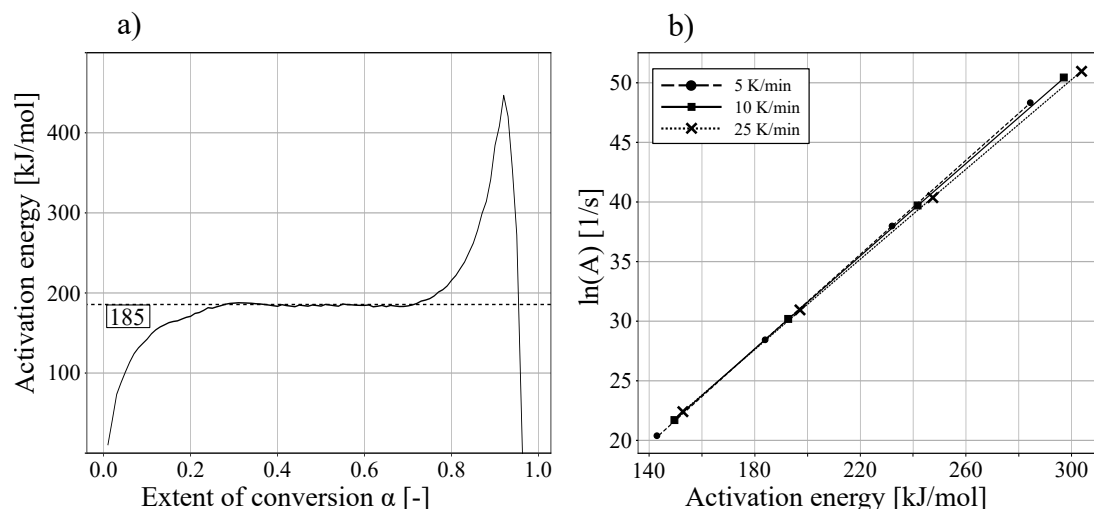 a)
Activation energy [kJ/mol]
400
300
200
100
185
0.0 0.2 0.4 0.6 0.8 1.0
Extent of conversion α [-]
b)
5 K/min
10 K/min
25 K/min
ln(A) [1/s]
50
45
40
35
30
25
20
140 180 220 260 300
Activation energy [kJ/mol]